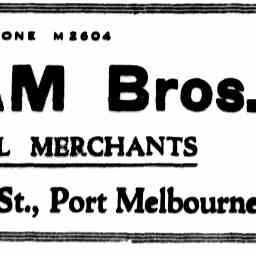 ONE M2604
AM Bros.
L MERCHANTS
St., Port Melbourne